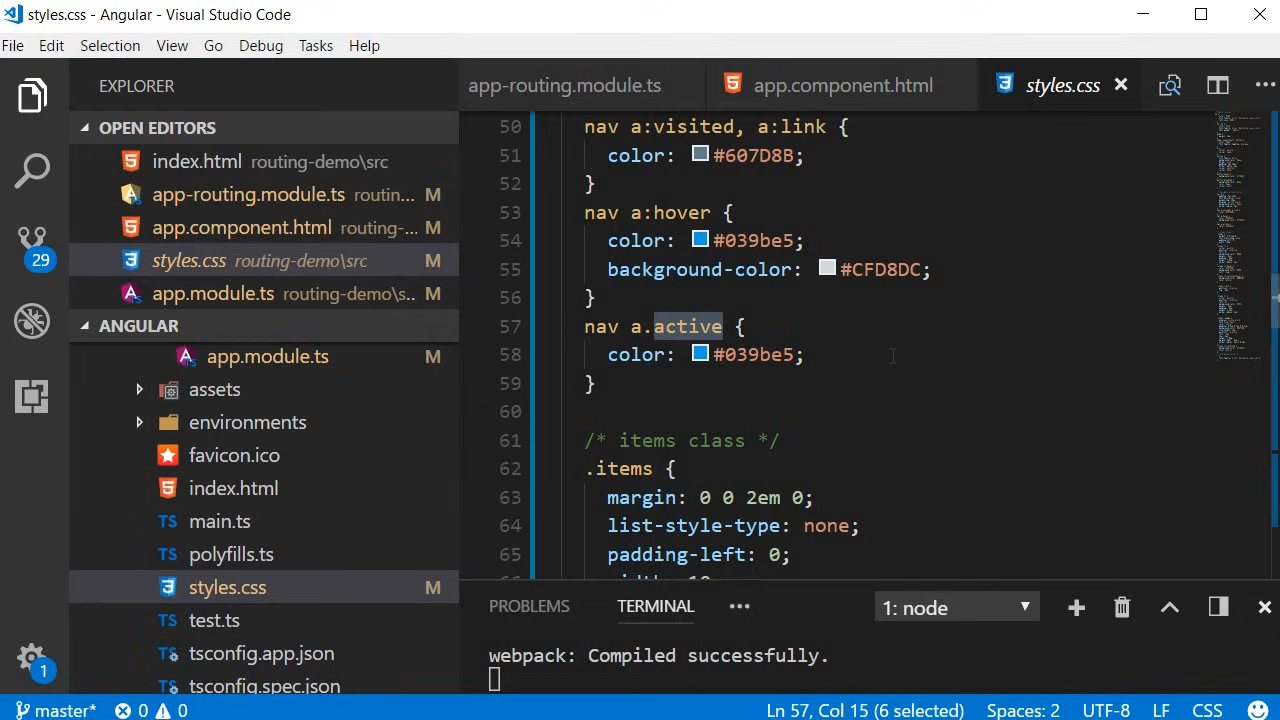 styles.css - Angular - Visual Studio Code
File Edit Selection View Go Debug Tasks Help
EXPLORER
app-routing.module.ts
app.component.html
styles.css
OPEN EDITORS
index.html routing-demo\src
app-routing.module.ts routin... M
app.component.html routing-... M
styles.css routing-demo\src M
app.module.ts routing-demo\s... M
ANGULAR
app.module.ts M
assets
environments
favicon.ico
index.html
TS main.ts
TS polyfills.ts
styles.css M
TS test.ts
TS tsconfig.app.json
TS tsconfig.spec.json
29
1
50 nav a:visited, a:link {
51 color: #607D8B;
52 }
53 nav a:hover {
54 color: #039be5;
55 background-color: #CFD8DC;
56 }
57 nav a.active {
58 color: #039be5;
59 }
60
61 /* items class */
62 .items {
63 margin: 0 0 2em 0;
64 list-style-type: none;
65 padding-left: 0;
PROBLEMS TERMINAL ••• 1: node
webpack: Compiled successfully.
master* 0 0 Ln 57, Col 15 (6 selected) Spaces: 2 UTF-8 LF CSS